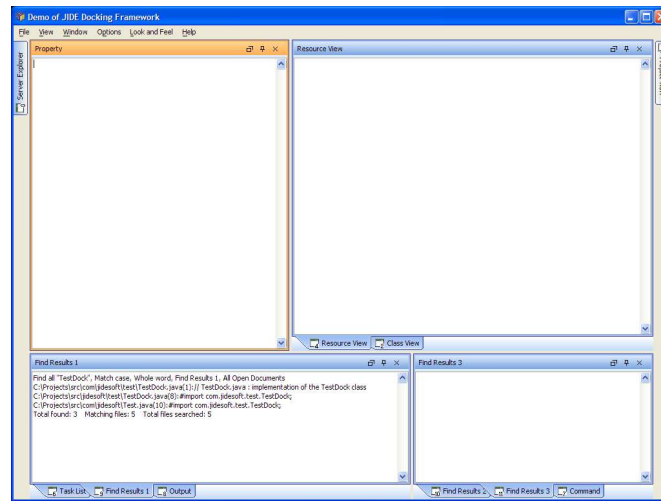 Demo of JIDE Docking Framework
File View Window Options Look and Feel Help
Server Explorer
Property
Resource View
Resource View Class View
Find Results 1
Find all "TestDock", Match case, Whole word, Find Results 1, All Open Documents
C:\Projects\src\com\jidesoft\test\TestDock.java(1):// TestDock.java : implementation of the TestDock class
C:\Projects\src\com\jidesoft\test\TestDock.java(8):#import com.jidesoft.test.TestDock;
C:\Projects\src\com\jidesoft\Test.java(10):#import com.jidesoft.test.TestDock;
Total found: 3 Matching files: 5 Total files searched: 5
Task List Find Results 1 Output
Find Results 3
Find Results 2 Find Results 3 Command